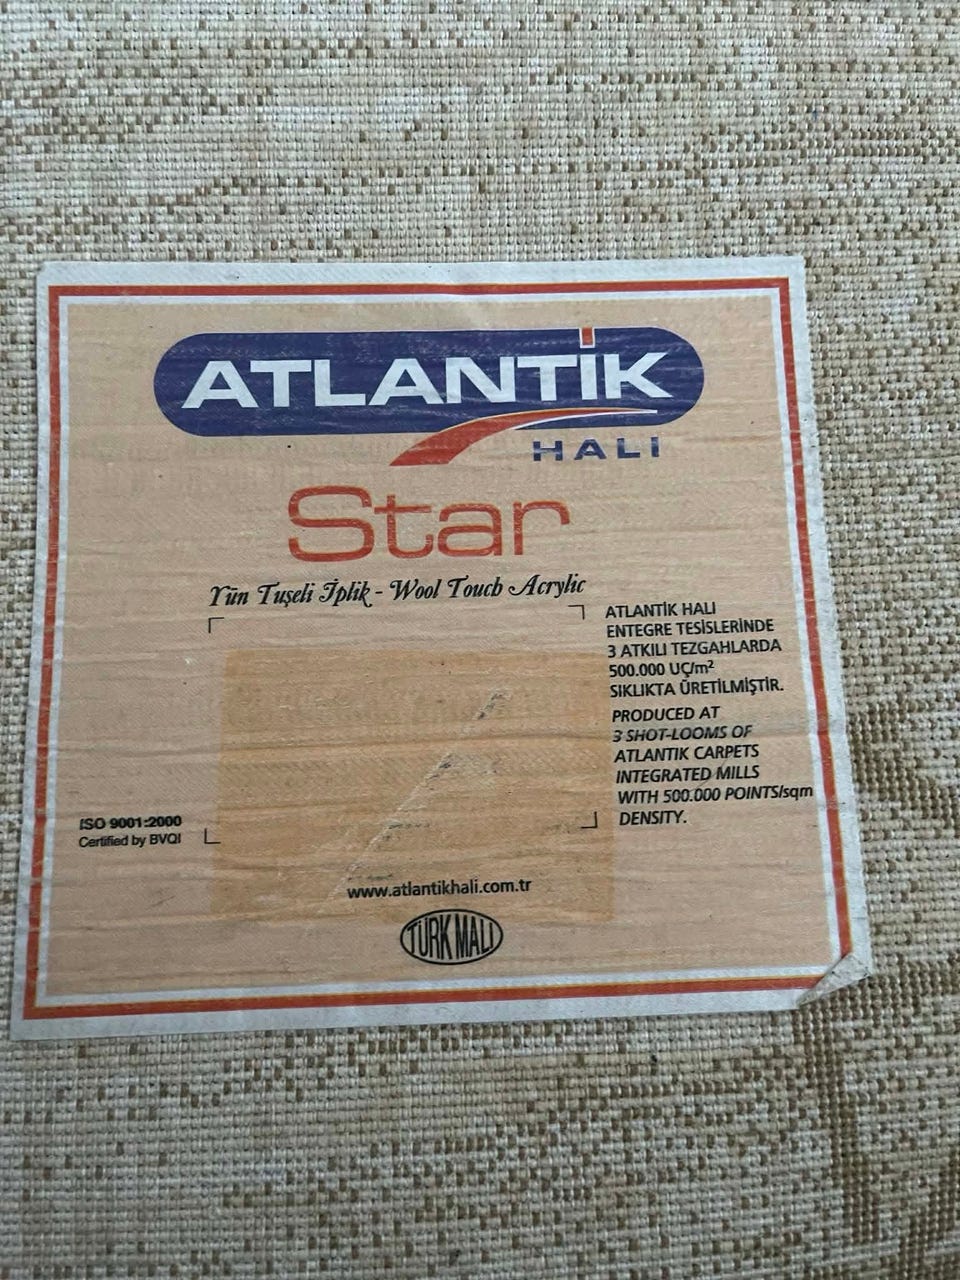 ATLANTİK
HALI
Star
Yün Tuşeli İplik - Wool Touch Acrylic
ATLANTİK HALI
ENTEGRE TESİSLERİNDE
3 ATKILI TEZGAHLARDA
500.000 UÇ/m²
SIKLIKTA ÜRETİLMİŞTİR.
PRODUCED AT
3 SHOT-LOOMS OF
ATLANTIK CARPETS
INTEGRATED MILLS
WITH 500.000 POINTS/sqm
DENSITY.
ISO 9001:2000
Certified by BVQI
www.atlantikhali.com.tr
TÜRK MALI